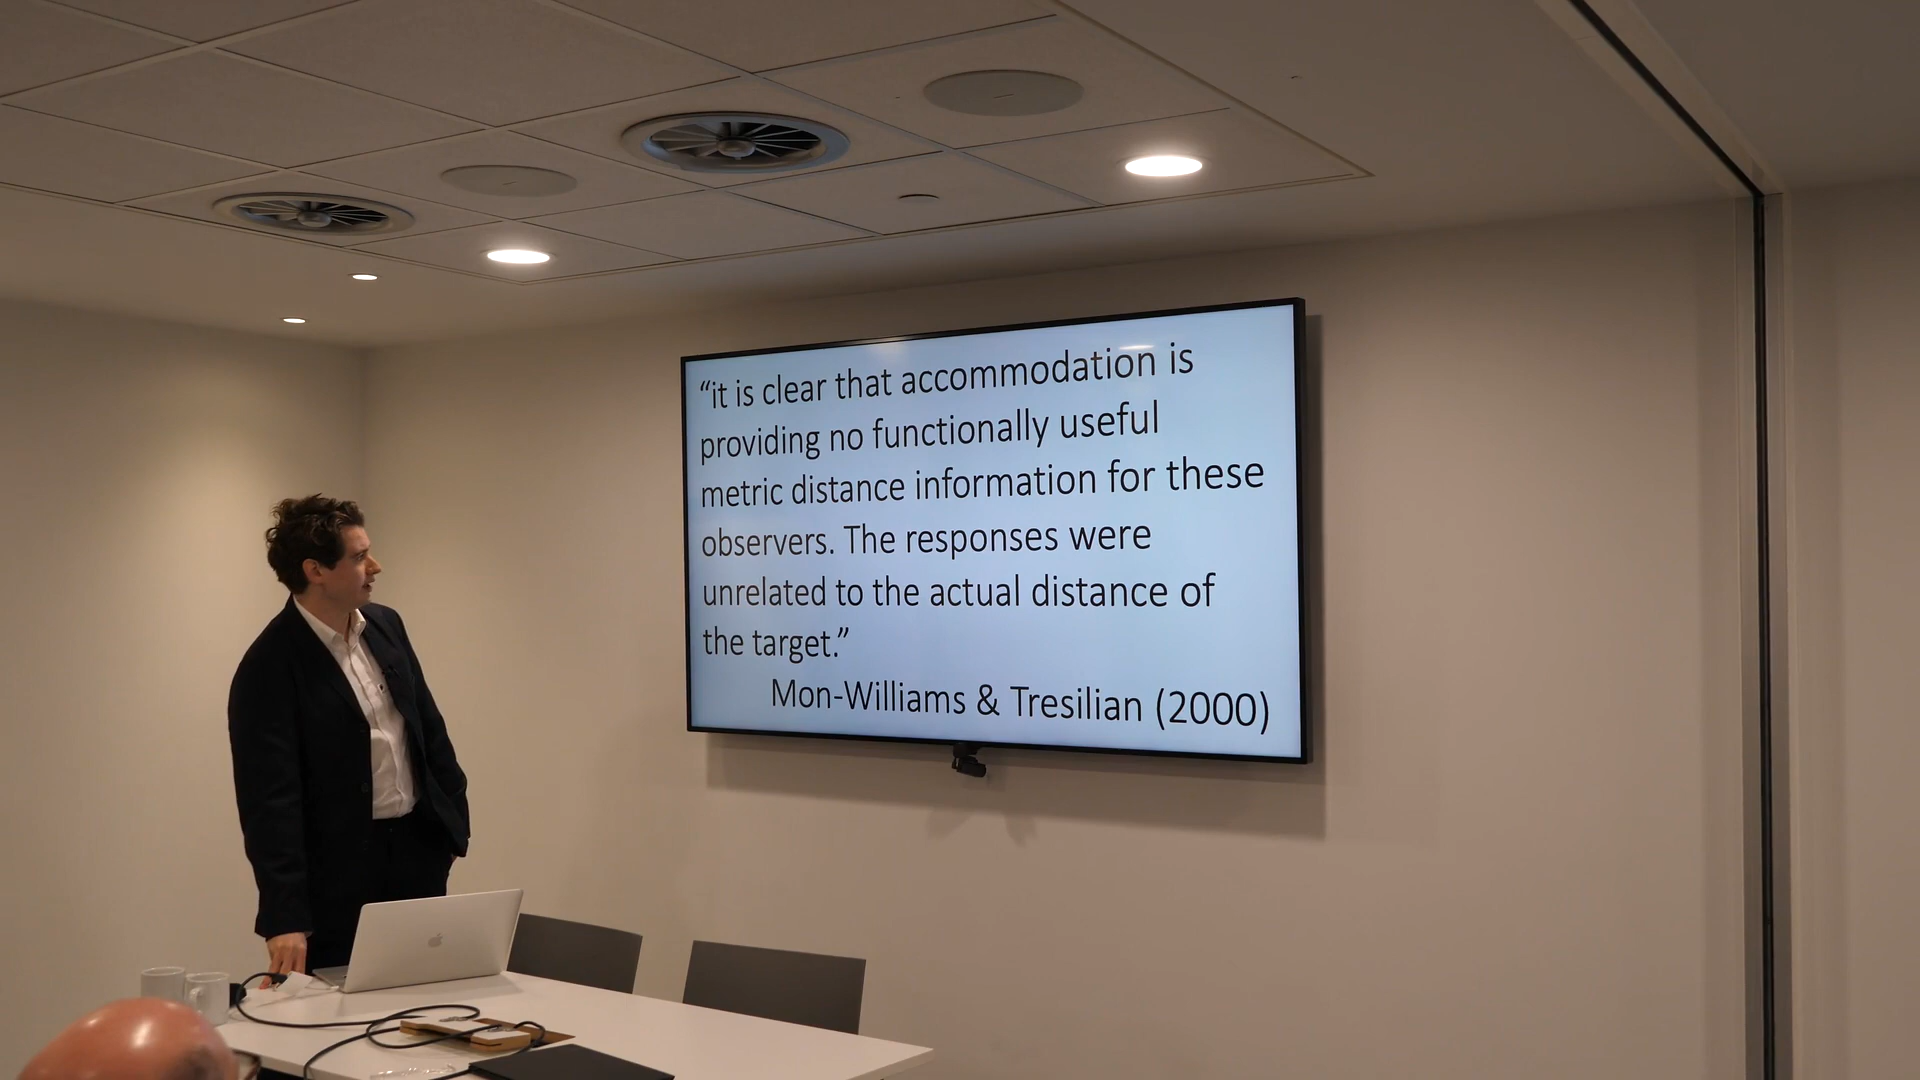 “it is clear that accommodation is
providing no functionally useful
metric distance information for these
observers. The responses were
unrelated to the actual distance of
the target.”
Mon-Williams & Tresilian (2000)